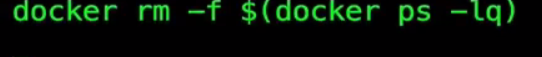 docker rm –f $(docker ps –lq)